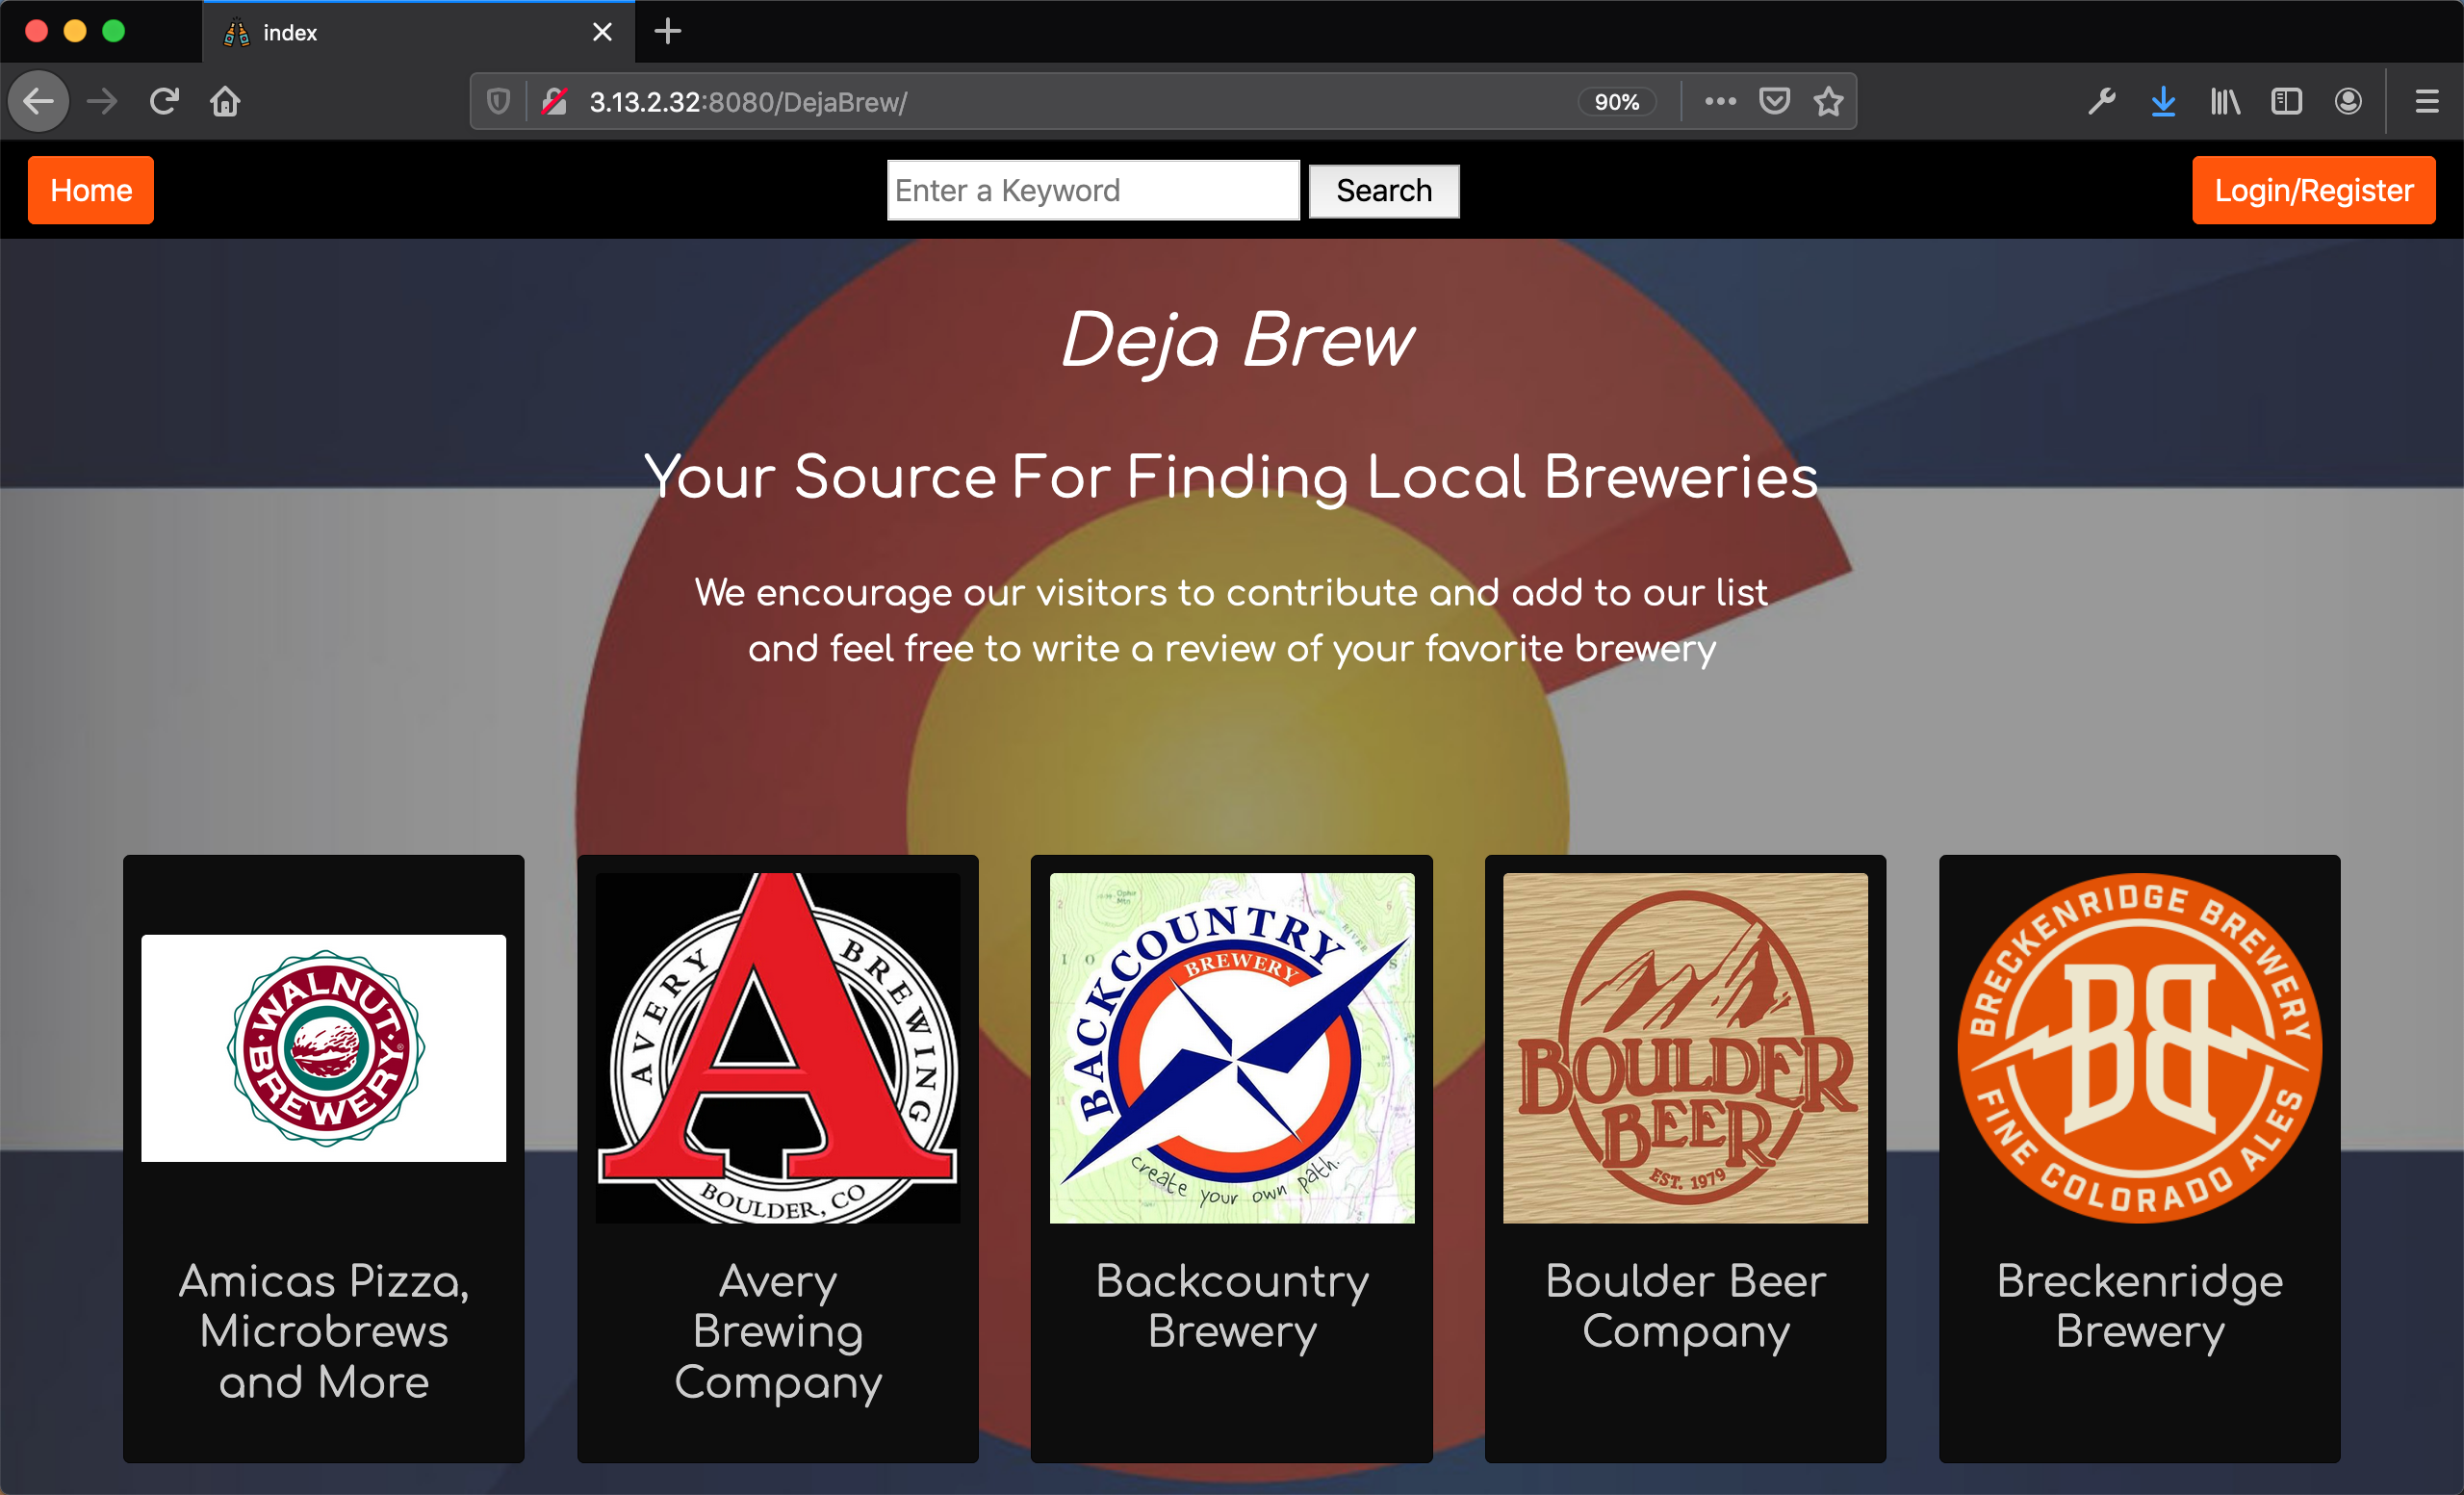 index
3.13.2.32:8080/DejaBrew/
90%
Home
Enter a Keyword
Search
Login/Register
Deja Brew
Your Source For Finding Local Breweries
We encourage our visitors to contribute and add to our list
and feel free to write a review of your favorite brewery
WALNUT
BREWERY
®
AVERY BREWING
BOULDER, CO
BACKCOUNTRY
BREWERY
create your own path.
BOULDER
BEER
EST. 1979
BRECKENRIDGE BREWERY
BB
FINE COLORADO ALES
Amicas Pizza,
Microbrews
and More
Avery
Brewing
Company
Backcountry
Brewery
Boulder Beer
Company
Breckenridge
Brewery